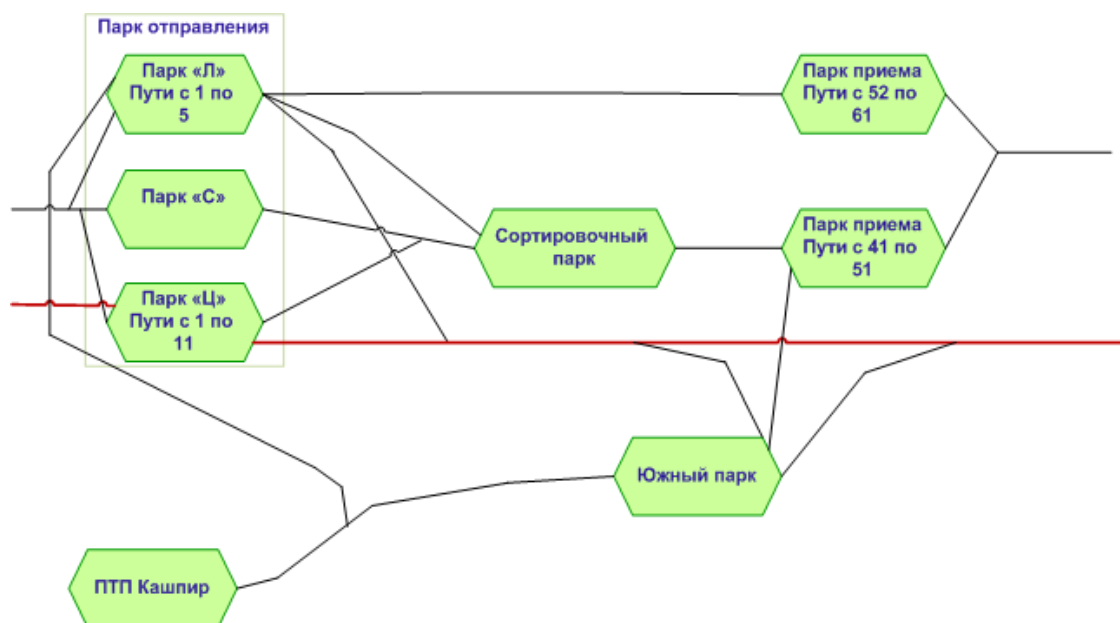 Парк отправления
Парк «Л»
Пути с 1 по
5
Парк приема
Пути с 52 по
61
Парк «С»
Сортировочный
парк
Парк приема
Пути с 41 по
51
Парк «Ц»
Пути с 1 по
11
Южный парк
ПТП Кашпир